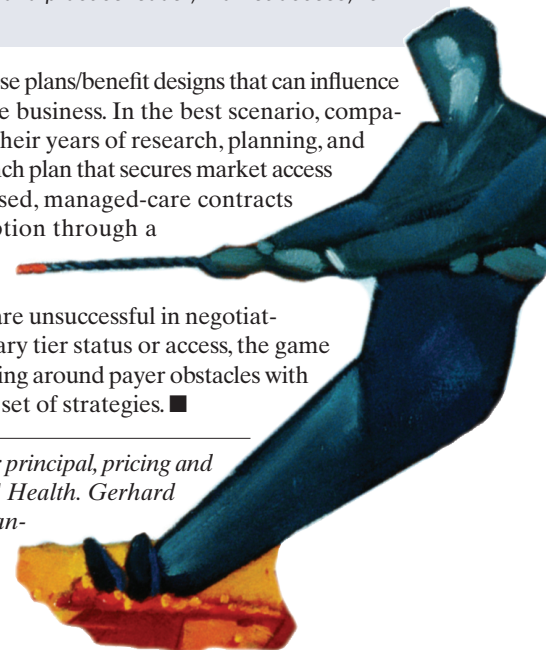 se plans/benefit designs that can influence
e business. In the best scenario, compa-
heir years of research, planning, and
ch plan that secures market access
sed, managed-care contracts
otion through a
are unsuccessful in negotiat-
ary tier status or access, the game
ing around payer obstacles with
set of strategies. ■
principal, pricing and
Health. Gerhard
an-